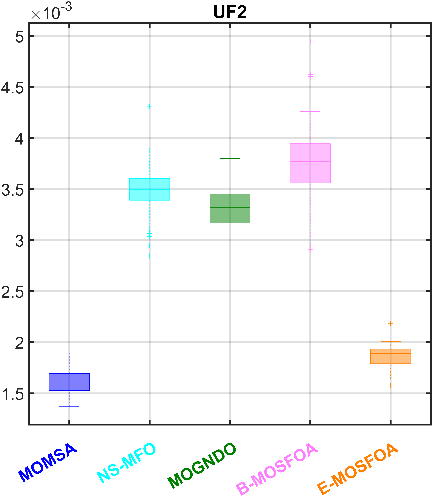 ×10⁻³
UF2
5
4.5
4
3.5
3
2.5
2
1.5
MOMSA
NS-MFO
MOGNDO
B-MOSFOA
E-MOSFOA